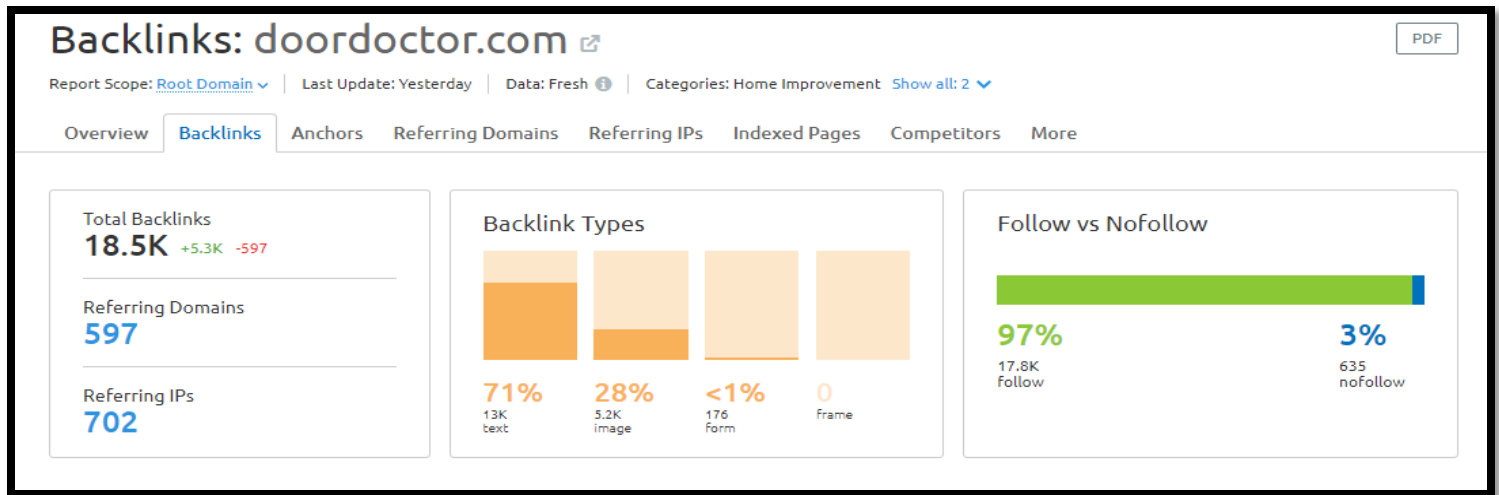 Backlinks: doordoctor.com
PDF
Report Scope: Root Domain Last Update: Yesterday Data: Fresh Categories: Home Improvement Show all: 2
Overview Backlinks Anchors Referring Domains Referring IPs Indexed Pages Competitors More
Total Backlinks
18.5K +5.3K -597
Referring Domains
597
Referring IPs
702
Backlink Types
71% 28% <1% 0
13K 5.2K 176 frame
text image form
Follow vs Nofollow
97% 3%
17.8K 635
follow nofollow